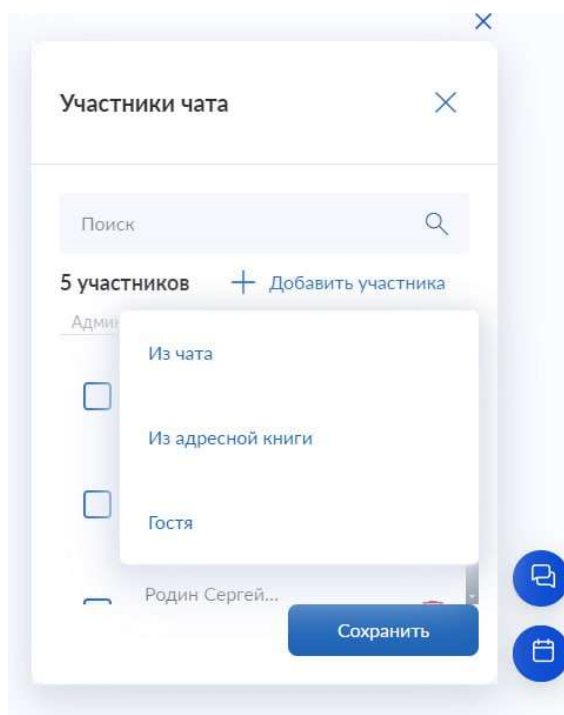 Участники чата
Поиск
5 участников + Добавить участника
Из чата
Из адресной книги
Гостя
Родин Сергей...
Сохранить